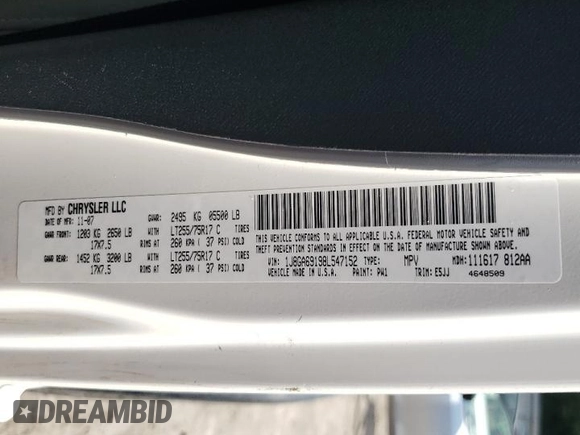 MFD BY CHRYSLER LLC
DATE OF MFR: 11-07
GVWR: 2495 KG 05500 LB
GAWR FRONT: 1203 KG 2650 LB WITH LT255/75R17 C TIRES
17X7.5 RIMS AT 260 KPA ( 37 PSI) COLD
GAWR REAR: 1452 KG 3200 LB WITH LT255/75R17 C TIRES
17X7.5 RIMS AT 260 KPA ( 37 PSI) COLD
THIS VEHICLE CONFORMS TO ALL APPLICABLE U.S.A. FEDERAL MOTOR VEHICLE SAFETY AND
THEFT PREVENTION STANDARDS IN EFFECT ON THE DATE OF MANUFACTURE SHOWN ABOVE.
VIN: 1J8GA69198L547152 TYPE: MPV MDH: 111617 812AA
VEHICLE MADE IN U.S.A. PAINT: PW1 TRIM: E5JJ 4648509
DREAMBID